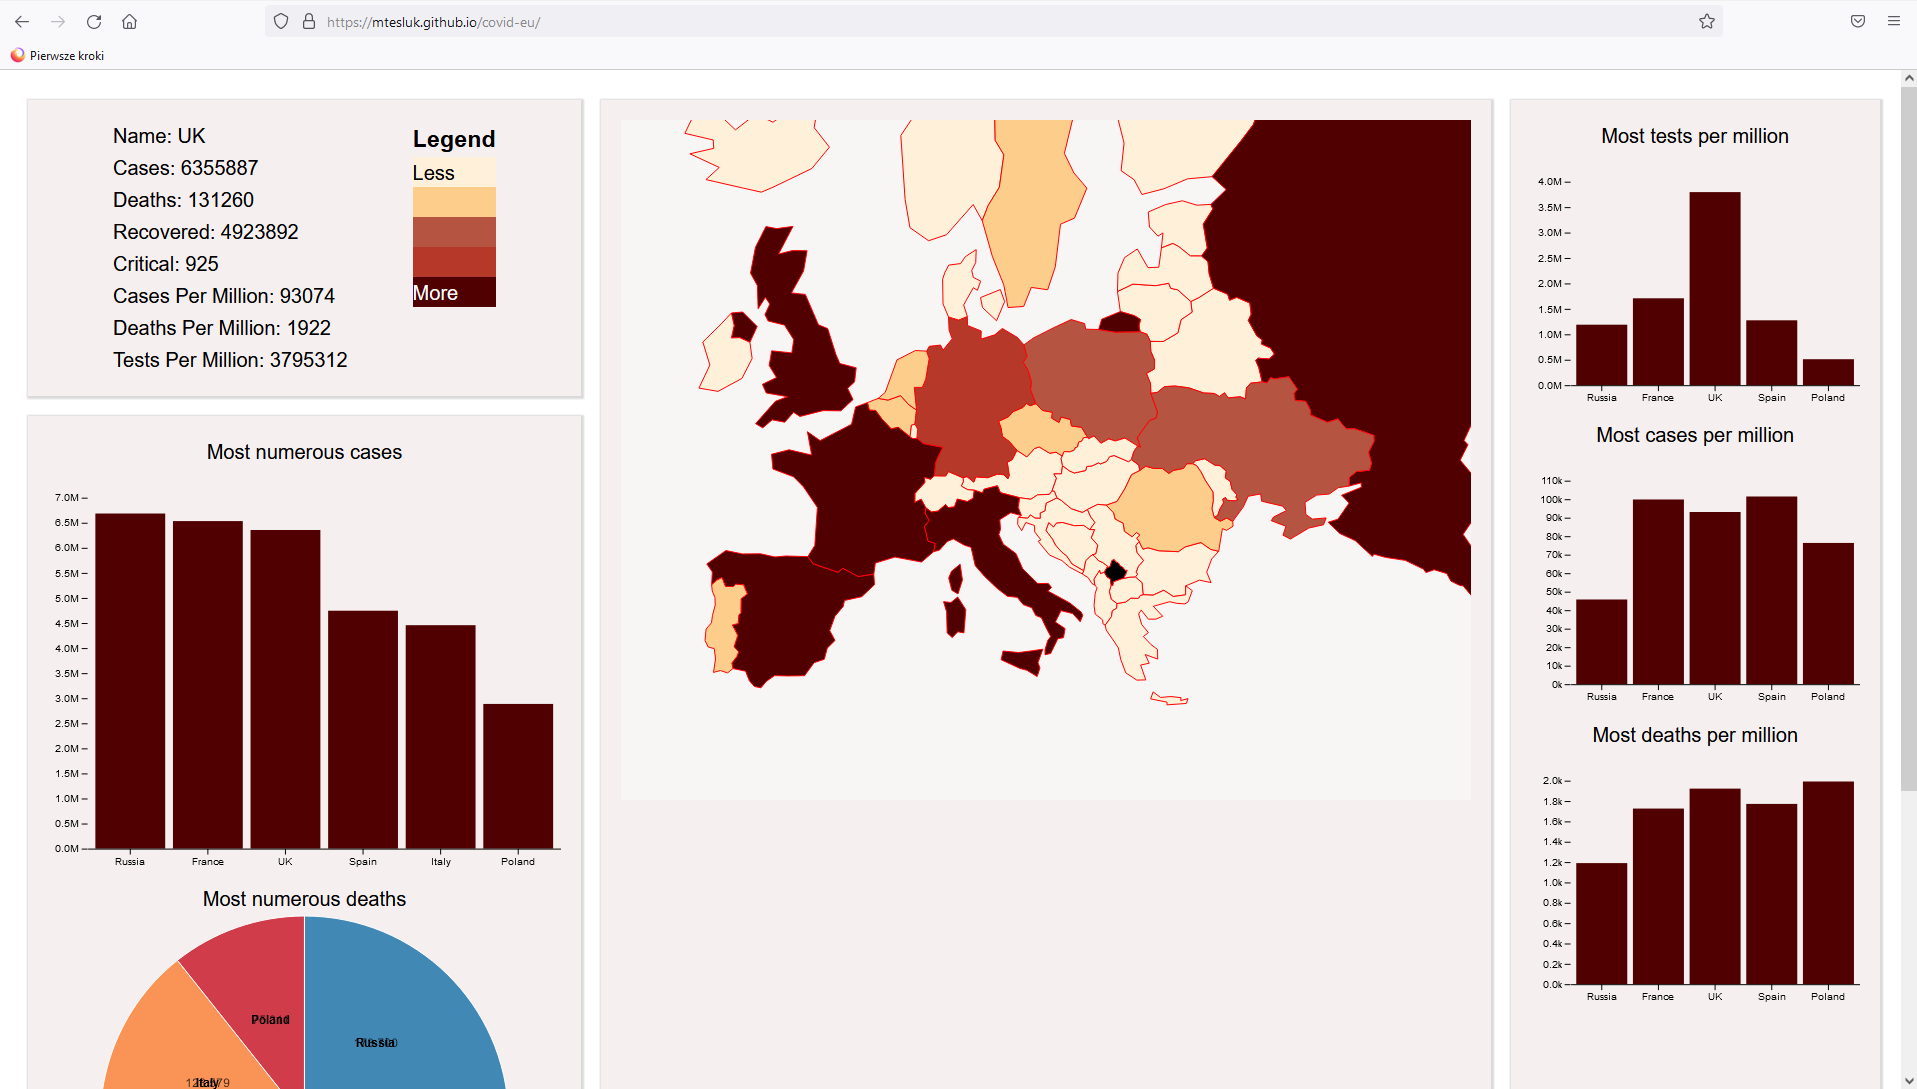 https://mtesluk.github.io/covid-eu/
Pierwsze kroki
Name: UK
Cases: 6355887
Deaths: 131260
Recovered: 4923892
Critical: 925
Cases Per Million: 93074
Deaths Per Million: 1922
Tests Per Million: 3795312
Legend
Less
More
Most numerous cases
7.0M
6.5M
6.0M
5.5M
5.0M
4.5M
4.0M
3.5M
3.0M
2.5M
2.0M
1.5M
1.0M
0.5M
0.0M
Russia France UK Spain Italy Poland
Most numerous deaths
Poland
Russia
Italy
Most tests per million
4.0M
3.5M
3.0M
2.5M
2.0M
1.5M
1.0M
0.5M
0.0M
Russia France UK Spain Poland
Most cases per million
110k
100k
90k
80k
70k
60k
50k
40k
30k
20k
10k
0k
Russia France UK Spain Poland
Most deaths per million
2.0k
1.8k
1.6k
1.4k
1.2k
1.0k
0.8k
0.6k
0.4k
0.2k
0.0k
Russia France UK Spain Poland